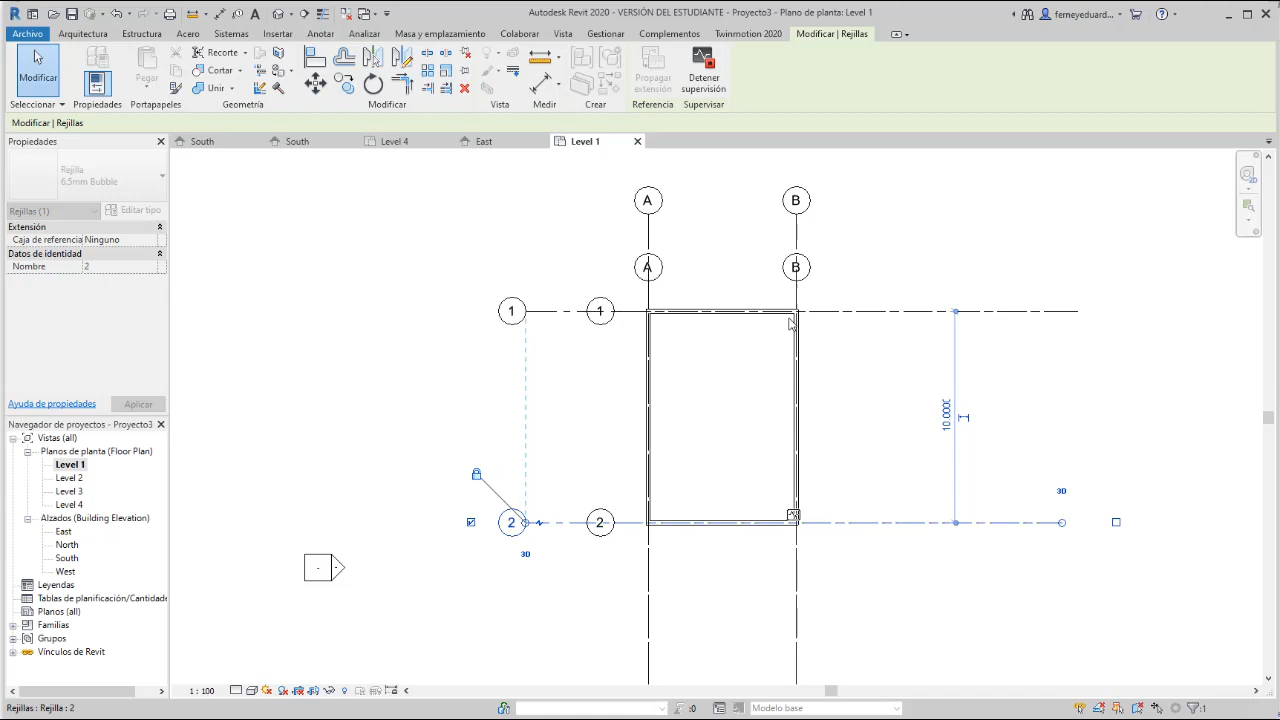 Autodesk Revit 2020 - VERSIÓN DEL ESTUDIANTE - Proyecto3 - Plano de planta: Level 1
ferneyeduard...
Archivo Arquitectura Estructura Acero Sistemas Insertar Anotar Analizar Masa y emplazamiento Colaborar Vista Gestionar Complementos Twinmotion 2020 Modificar | Rejillas
Modificar Pegar Recorte Cortar Unir Propagar extensión Detener supervisión
Seleccionar Propiedades Portapapeles Geometría Modificar Vista Medir Crear Referencia Supervisar
Modificar | Rejillas
Propiedades South South Level 4 East Level 1
Rejilla
6.5mm Bubble
Rejillas (1) Editar tipo
Extensión
Caja de referencia Ninguno
Datos de identidad
Nombre 2
Ayuda de propiedades Aplicar
Navegador de proyectos - Proyecto3
Vistas (all)
Planos de planta (Floor Plan)
Level 1
Level 2
Level 3
Level 4
Alzados (Building Elevation)
East
North
South
West
Leyendas
Tablas de planificación/Cantidade
Planos (all)
Familias
Grupos
Vínculos de Revit
A B
A B
1 1
10.0000
3D
2 2
3D
2D
1 : 100
Rejillas : Rejilla : 2 :0 Modelo base :1